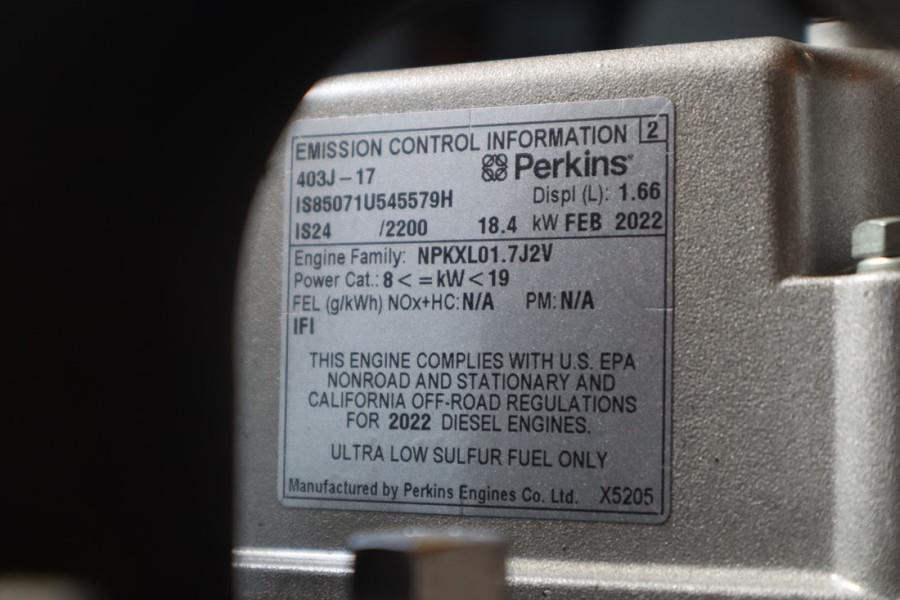 EMISSION CONTROL INFORMATION 2
403J-17 Perkins
IS85071U545579H Displ (L): 1.66
IS24 /2200 18.4 kW FEB 2022
Engine Family: NPKXL01.7J2V
Power Cat.: 8 < = kW < 19
FEL (g/kWh) NOx+HC: N/A PM: N/A
IFI
THIS ENGINE COMPLIES WITH U.S. EPA
NONROAD AND STATIONARY AND
CALIFORNIA OFF-ROAD REGULATIONS
FOR 2022 DIESEL ENGINES.
ULTRA LOW SULFUR FUEL ONLY
Manufactured by Perkins Engines Co. Ltd. X5205